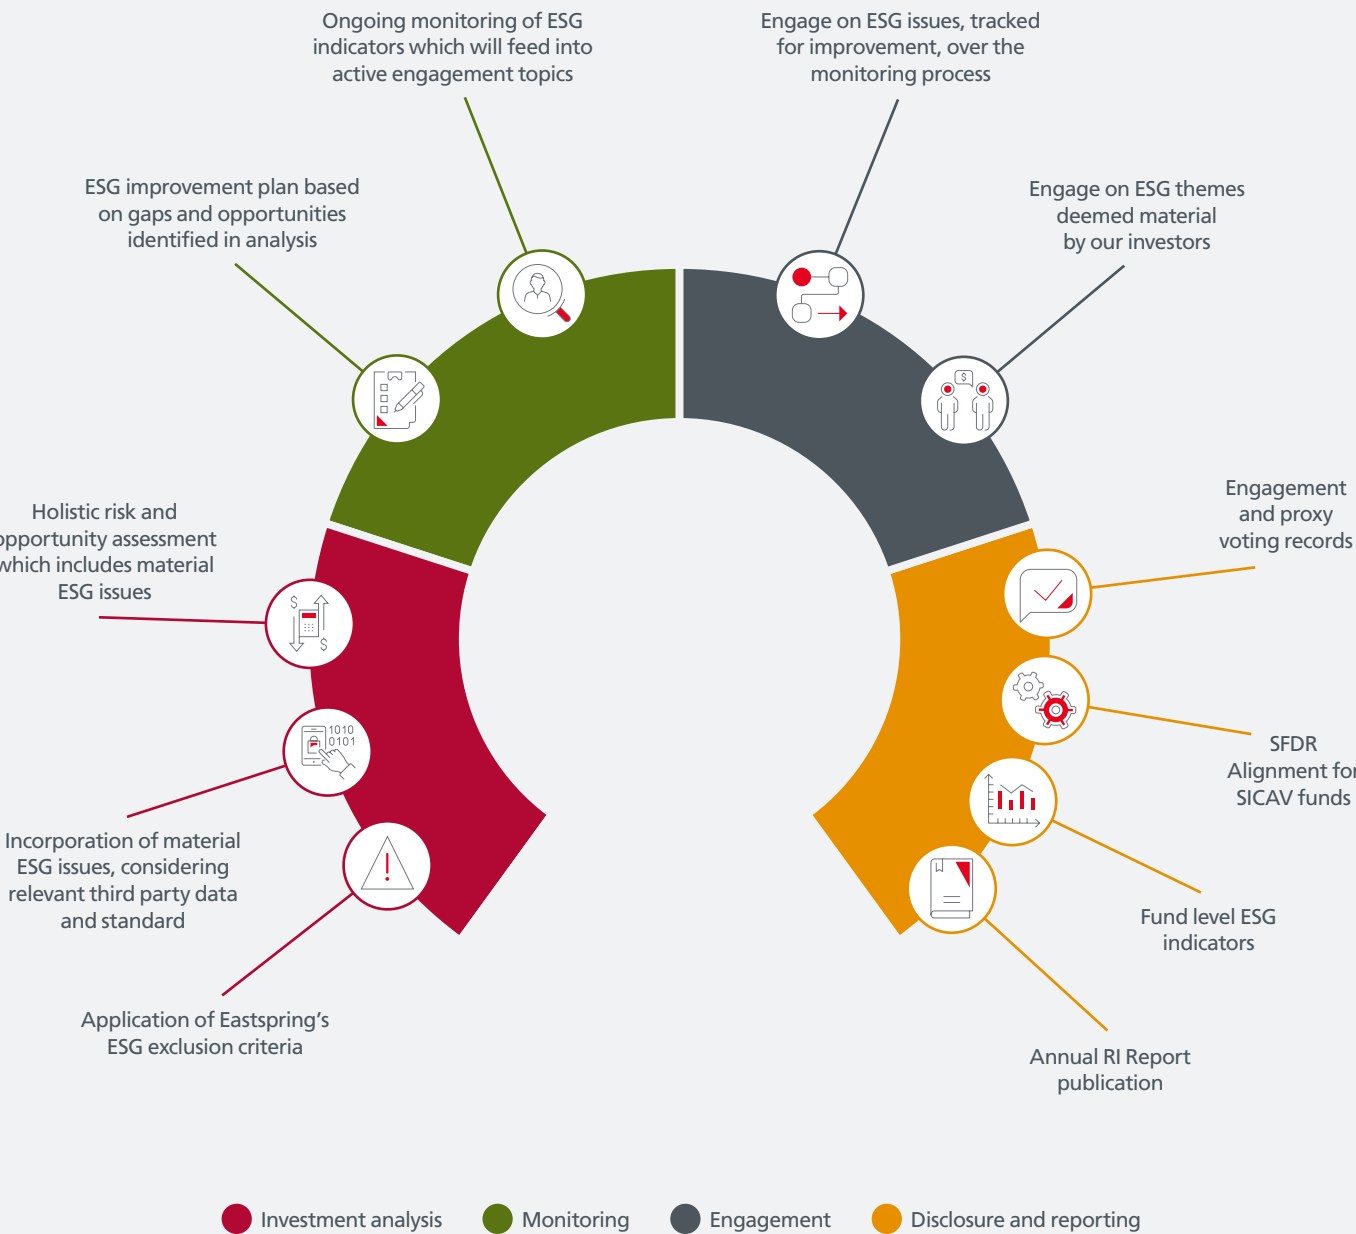 Ongoing monitoring of ESG
indicators which will feed into
active engagement topics
Engage on ESG issues, tracked
for improvement, over the
monitoring process
ESG improvement plan based
on gaps and opportunities
identified in analysis
Engage on ESG themes
deemed material
by our investors
Holistic risk and
opportunity assessment
which includes material
ESG issues
Engagement
and proxy
voting records
$
$
$
1010
0101
Incorporation of material
ESG issues, considering
relevant third party data
and standard
SFDR
Alignment for
SICAV funds
!
Application of Eastspring’s
ESG exclusion criteria
Fund level ESG
indicators
Annual RI Report
publication
Investment analysis
Monitoring
Engagement
Disclosure and reporting